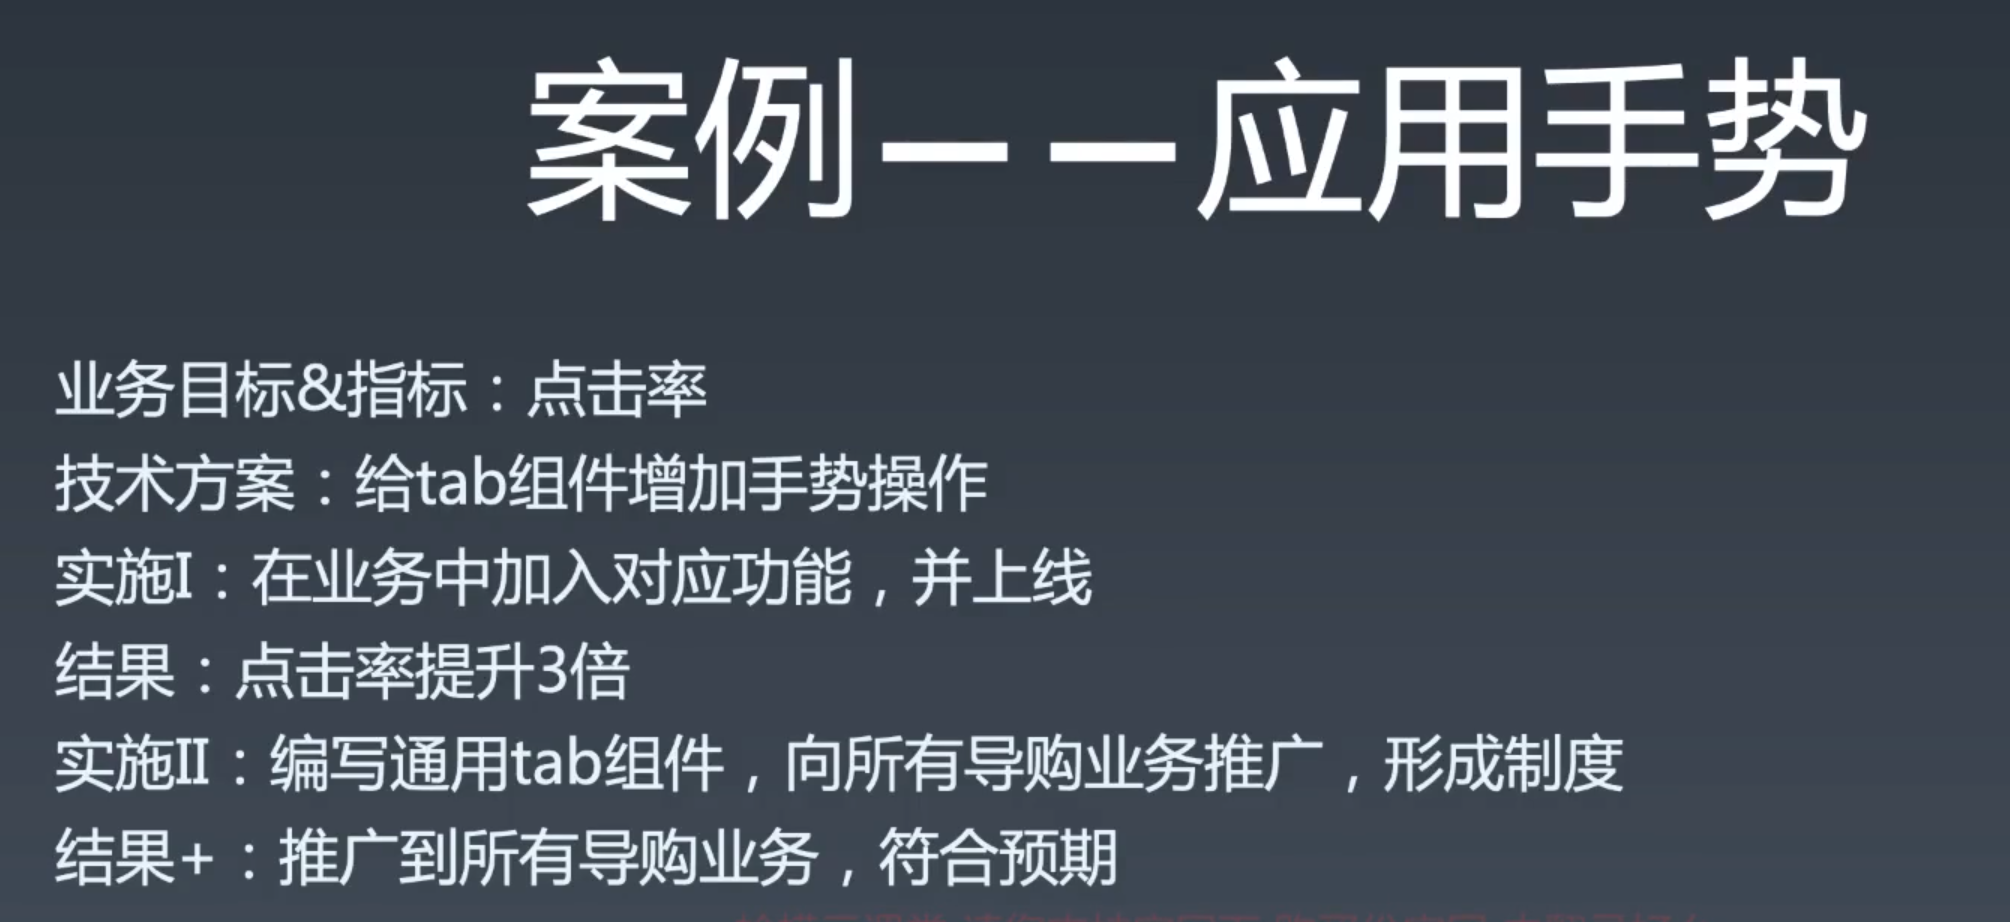 案例——应用手势
业务目标&指标：点击率
技术方案：给tab组件增加手势操作
实施I：在业务中加入对应功能，并上线
结果：点击率提升3倍
实施II：编写通用tab组件，向所有导购业务推广，形成制度
结果+：推广到所有导购业务，符合预期